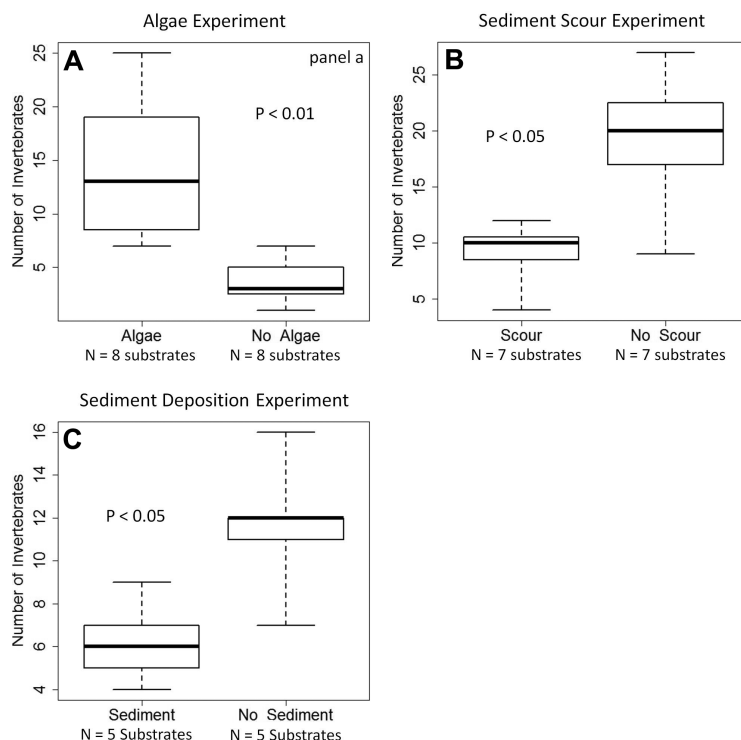 Algae Experiment
A
panel a
P < 0.01
Number of Invertebrates
25
20
15
10
5
Algae
No Algae
N = 8 substrates
N = 8 substrates
Sediment Scour Experiment
B
P < 0.05
Number of Invertebrates
25
20
15
10
5
Scour
No Scour
N = 7 substrates
N = 7 substrates
Sediment Deposition Experiment
C
P < 0.05
Number of Invertebrates
16
14
12
10
8
6
4
Sediment
No Sediment
N = 5 Substrates
N = 5 Substrates